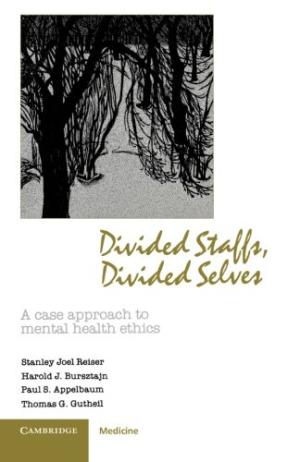 Divided Staffs,
Divided Selves
A case approach to
mental health ethics
Stanley Joel Reiser
Harold J. Bursztajn
Paul S. Appelbaum
Thomas G. Gutheil
CAMBRIDGE Medicine